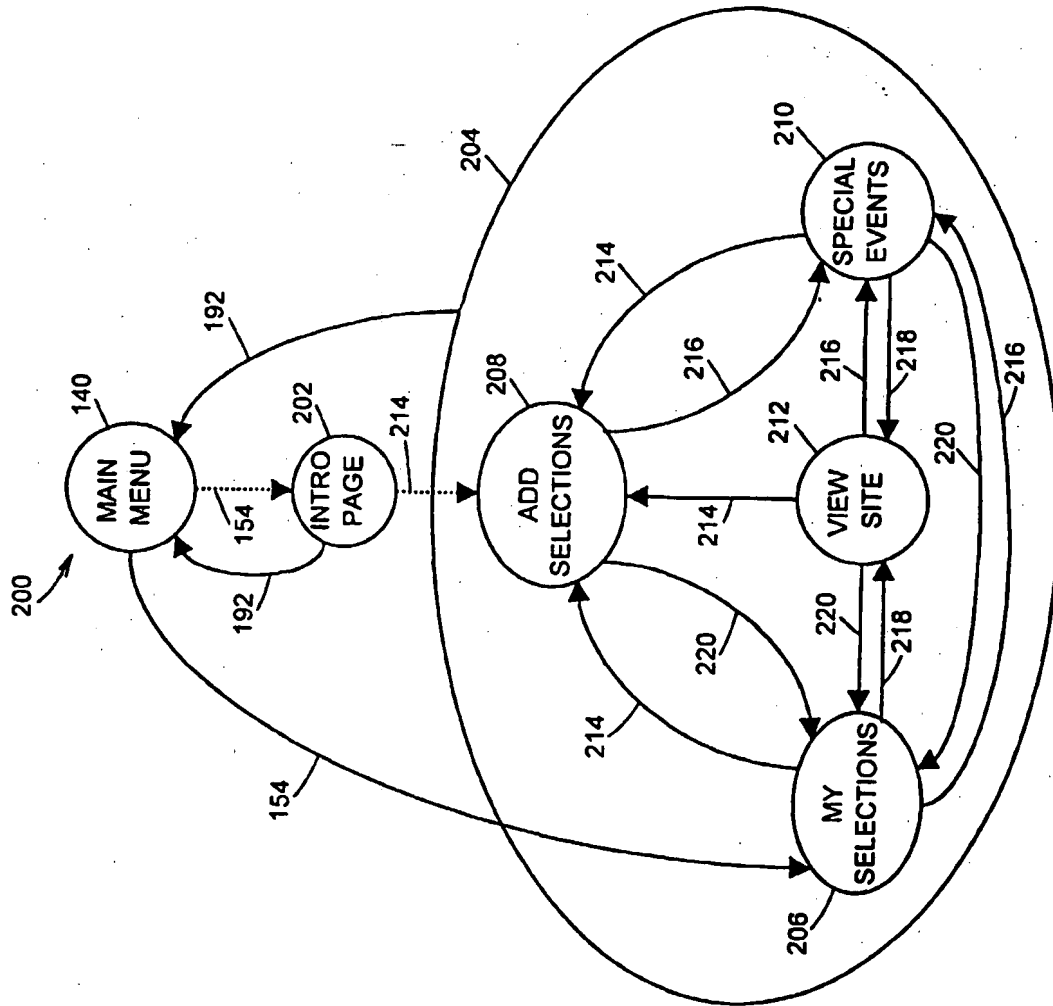 200
MAIN
MENU
140
192
154
INTRO
PAGE
202
192
214
154
204
ADD
SELECTIONS
208
214
216
214
220
214
VIEW
SITE
212
216
218
220
218
SPECIAL
EVENTS
210
MY
SELECTIONS
206
220
216